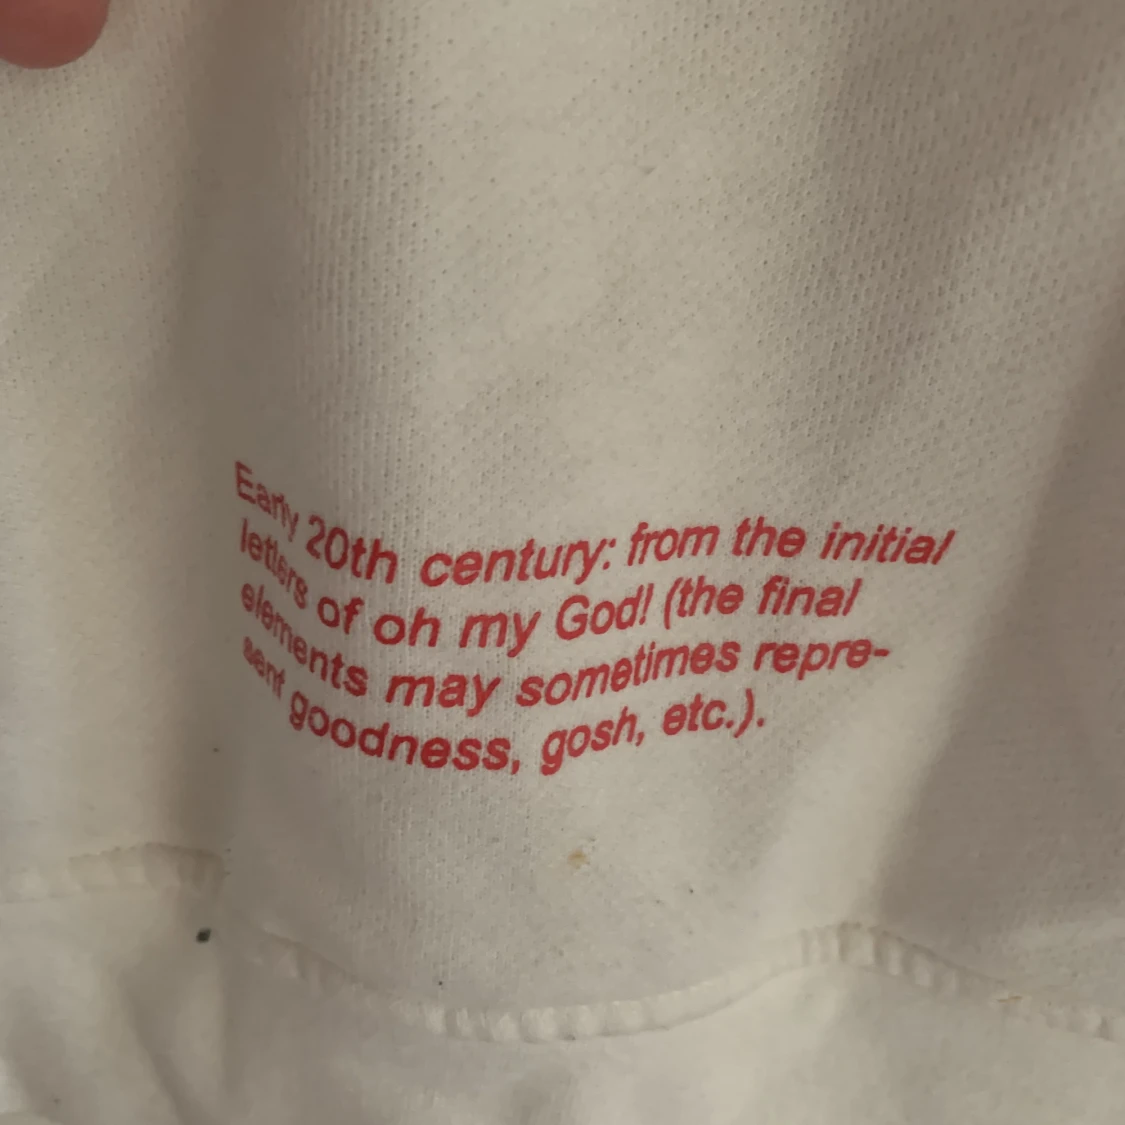 Early 20th century: from the initial
letters of oh my God! (the final
elements may sometimes repre-
sent goodness, gosh, etc.).